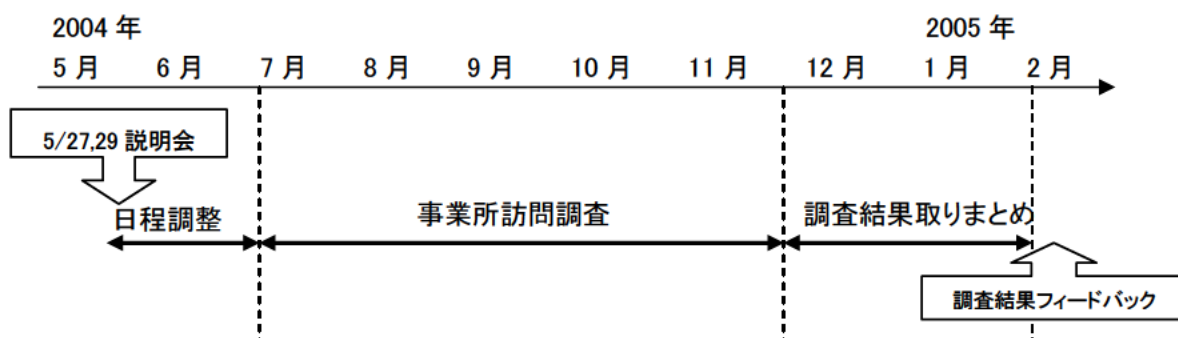 2004 年 2005 年
5 月 6 月 7 月 8 月 9 月 10 月 11 月 12 月 1 月 2 月
5/27,29 説明会
日程調整 事業所訪問調査 調査結果取りまとめ
調査結果フィードバック